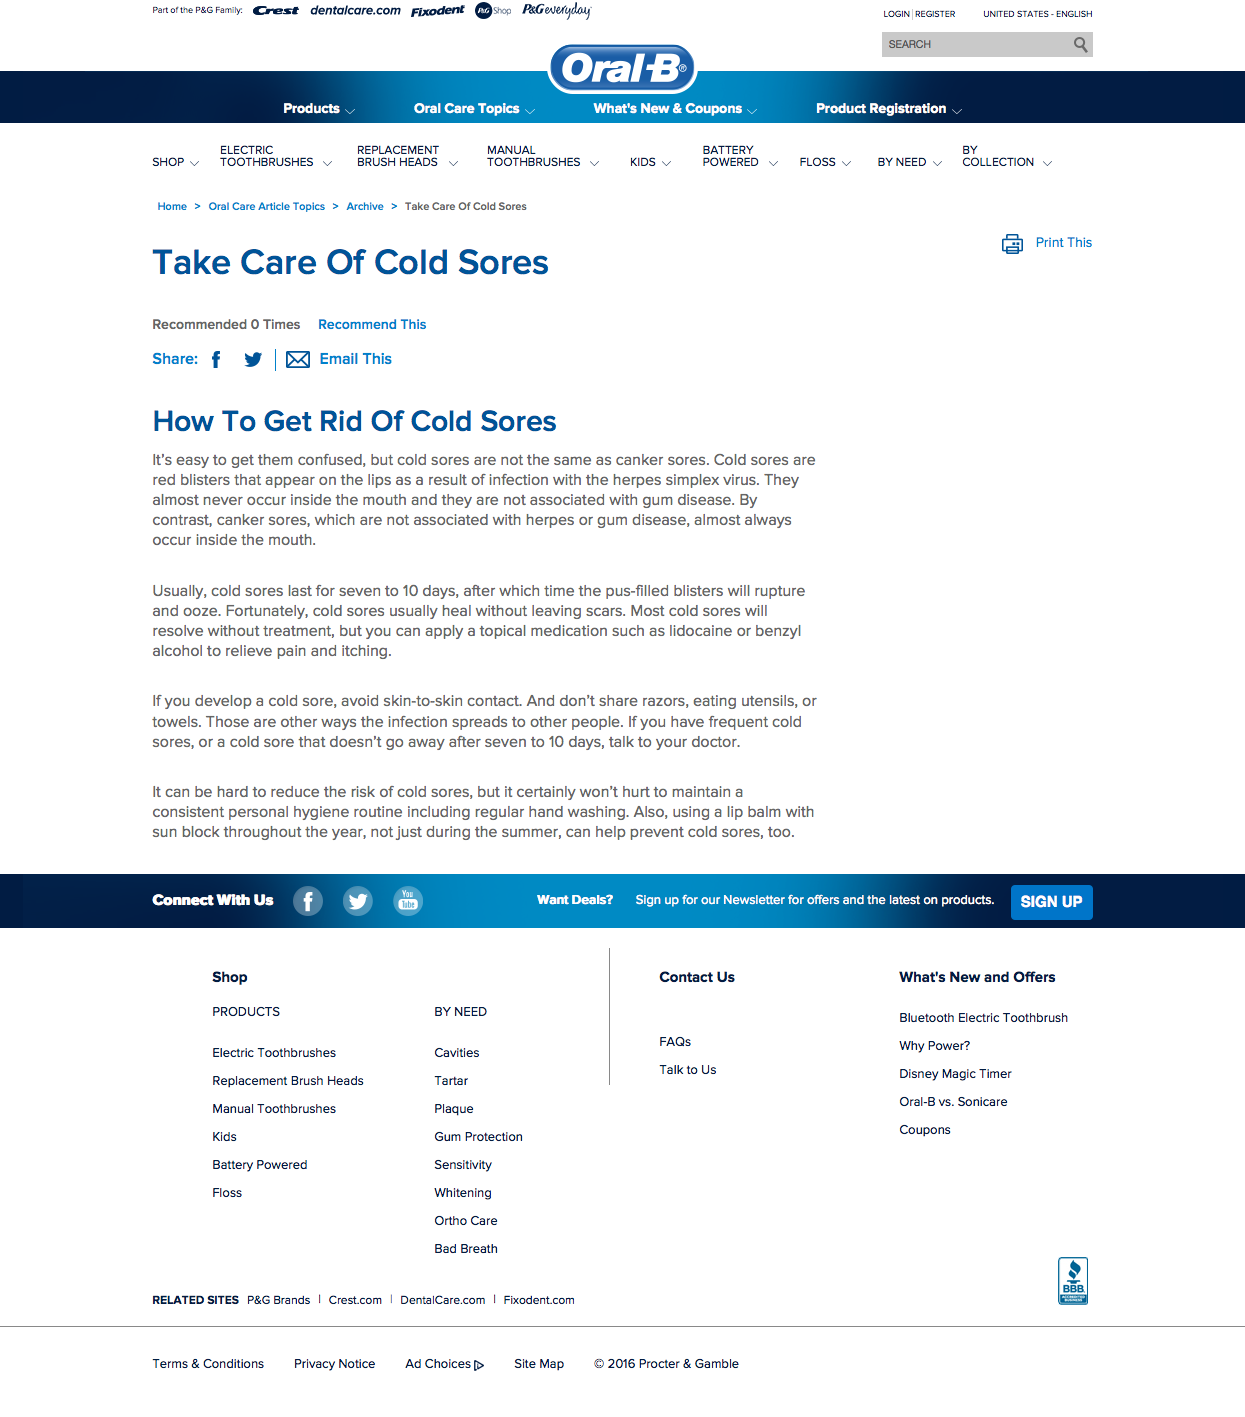 Part of the P&G Family: Crest dentalcare.com Fixodent P&G Shop P&G everyday
LOGIN REGISTER UNITED STATES - ENGLISH
SEARCH
Oral-B®
Products Oral Care Topics What's New & Coupons Product Registration
SHOP ELECTRIC TOOTHBRUSHES REPLACEMENT BRUSH HEADS MANUAL TOOTHBRUSHES KIDS BATTERY POWERED FLOSS BY NEED BY COLLECTION
Home > Oral Care Article Topics > Archive > Take Care Of Cold Sores
Print This
Take Care Of Cold Sores
Recommended 0 Times Recommend This
Share: Email This
How To Get Rid Of Cold Sores
It's easy to get them confused, but cold sores are not the same as canker sores. Cold sores are
red blisters that appear on the lips as a result of infection with the herpes simplex virus. They
almost never occur inside the mouth and they are not associated with gum disease. By
contrast, canker sores, which are not associated with herpes or gum disease, almost always
occur inside the mouth.
Usually, cold sores last for seven to 10 days, after which time the pus-filled blisters will rupture
and ooze. Fortunately, cold sores usually heal without leaving scars. Most cold sores will
resolve without treatment, but you can apply a topical medication such as lidocaine or benzyl
alcohol to relieve pain and itching.
If you develop a cold sore, avoid skin-to-skin contact. And don't share razors, eating utensils, or
towels. Those are other ways the infection spreads to other people. If you have frequent cold
sores, or a cold sore that doesn't go away after seven to 10 days, talk to your doctor.
It can be hard to reduce the risk of cold sores, but it certainly won't hurt to maintain a
consistent personal hygiene routine including regular hand washing. Also, using a lip balm with
sun block throughout the year, not just during the summer, can help prevent cold sores, too.
Connect With Us You Tube Want Deals? Sign up for our Newsletter for offers and the latest on products. SIGN UP
Shop
PRODUCTS
Electric Toothbrushes
Replacement Brush Heads
Manual Toothbrushes
Kids
Battery Powered
Floss
BY NEED
Cavities
Tartar
Plaque
Gum Protection
Sensitivity
Whitening
Ortho Care
Bad Breath
Contact Us
FAQs
Talk to Us
What's New and Offers
Bluetooth Electric Toothbrush
Why Power?
Disney Magic Timer
Oral-B vs. Sonicare
Coupons
BBB
ACCREDITED
BUSINESS
RELATED SITES P&G Brands | Crest.com | DentalCare.com | Fixodent.com
Terms & Conditions Privacy Notice Ad Choices Site Map © 2016 Procter & Gamble